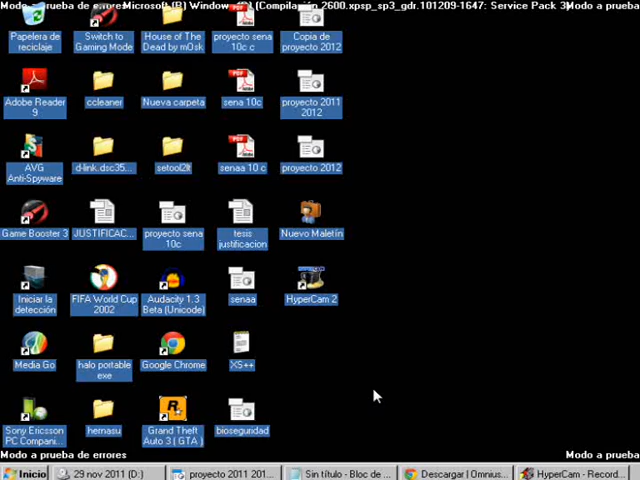 Modo a prueba de errores Microsoft (R) Windows (R) (Compilación 2600.xpsp_sp3_gdr.101209-1647: Service Pack 3) Modo a prueba
Papelera de reciclaje
Switch to Gaming Mode
House of The Dead by m0sk
proyecto sena 10c c
Copia de proyecto 2012
Adobe Reader 9
ccleaner
Nueva carpeta
sena 10c
proyecto 2011 2012
AVG Anti-Spyware
d-link.dsc35...
setool2lt
senaa 10 c
proyecto 2012
Game Booster 3
JUSTIFICAC...
proyecto sena 10c
tesis justificacion
Nuevo Maletín
Iniciar la detección
FIFA World Cup 2002
Audacity 1.3 Beta (Unicode)
senaa
HyperCam 2
Media Go
halo portable exe
Google Chrome
XS++
Sony Ericsson PC Compani...
hemasu
Grand Theft Auto 3 ( GTA )
bioseguridad
Modo a prueba de errores Modo a prueba
Inicio 29 nov 2011 (D:) proyecto 2011 201... Sin título - Bloc de ... Descargar | Omnius... HyperCam - Record...